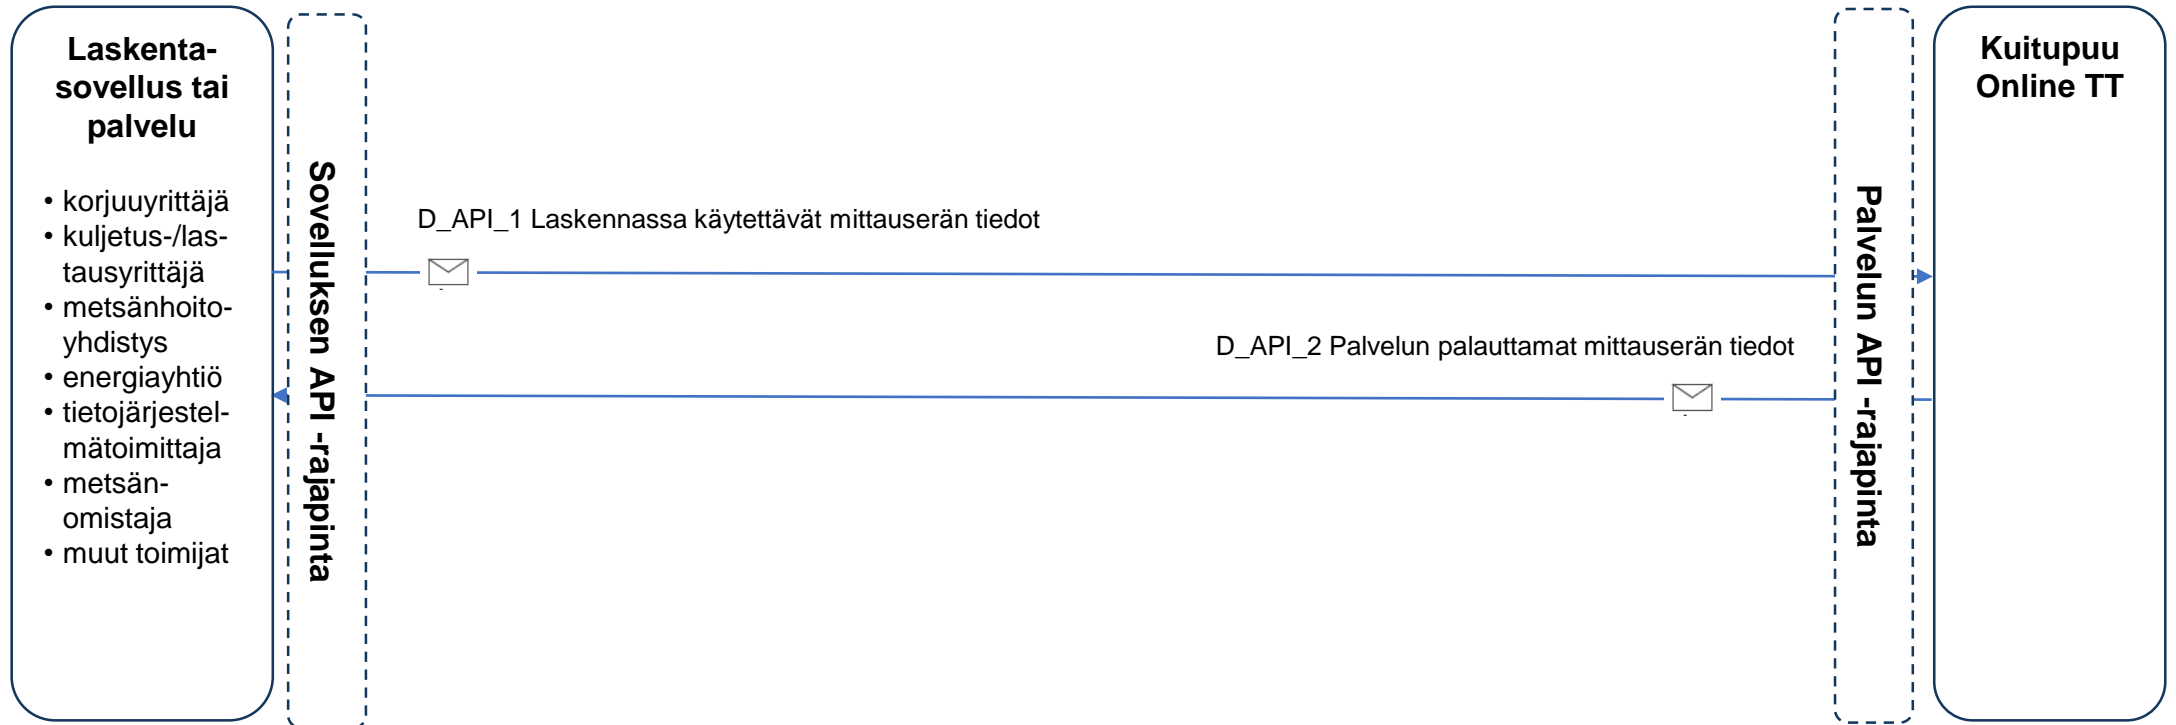 Laskenta-
sovellus tai
palvelu
• korjuuyrittäjä
• kuljetus-/las-
tausyrittäjä
• metsänhoito-
yhdistys
• energiayhtiö
• tietojärjestel-
mätoimittaja
• metsän-
omistaja
• muut toimijat
Sovelluksen API -rajapinta
D_API_1 Laskennassa käytettävät mittauserän tiedot
D_API_2 Palvelun palauttamat mittauserän tiedot
Palvelun API -rajapinta
Kuitupuu
Online TT